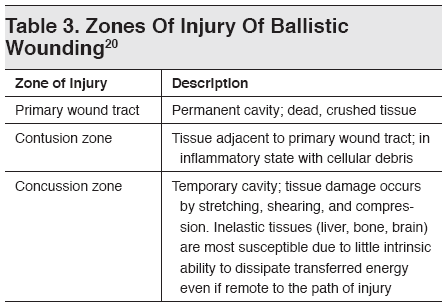 Table 3. Zones Of Injury Of Ballistic
Wounding20
Zone of Injury Description
Primary wound tract Permanent cavity; dead, crushed tissue
Contusion zone Tissue adjacent to primary wound tract; in
inflammatory state with cellular debris
Concussion zone Temporary cavity; tissue damage occurs
by stretching, shearing, and compres-
sion. Inelastic tissues (liver, bone, brain)
are most susceptible due to little intrinsic
ability to dissipate transferred energy
even if remote to the path of injury